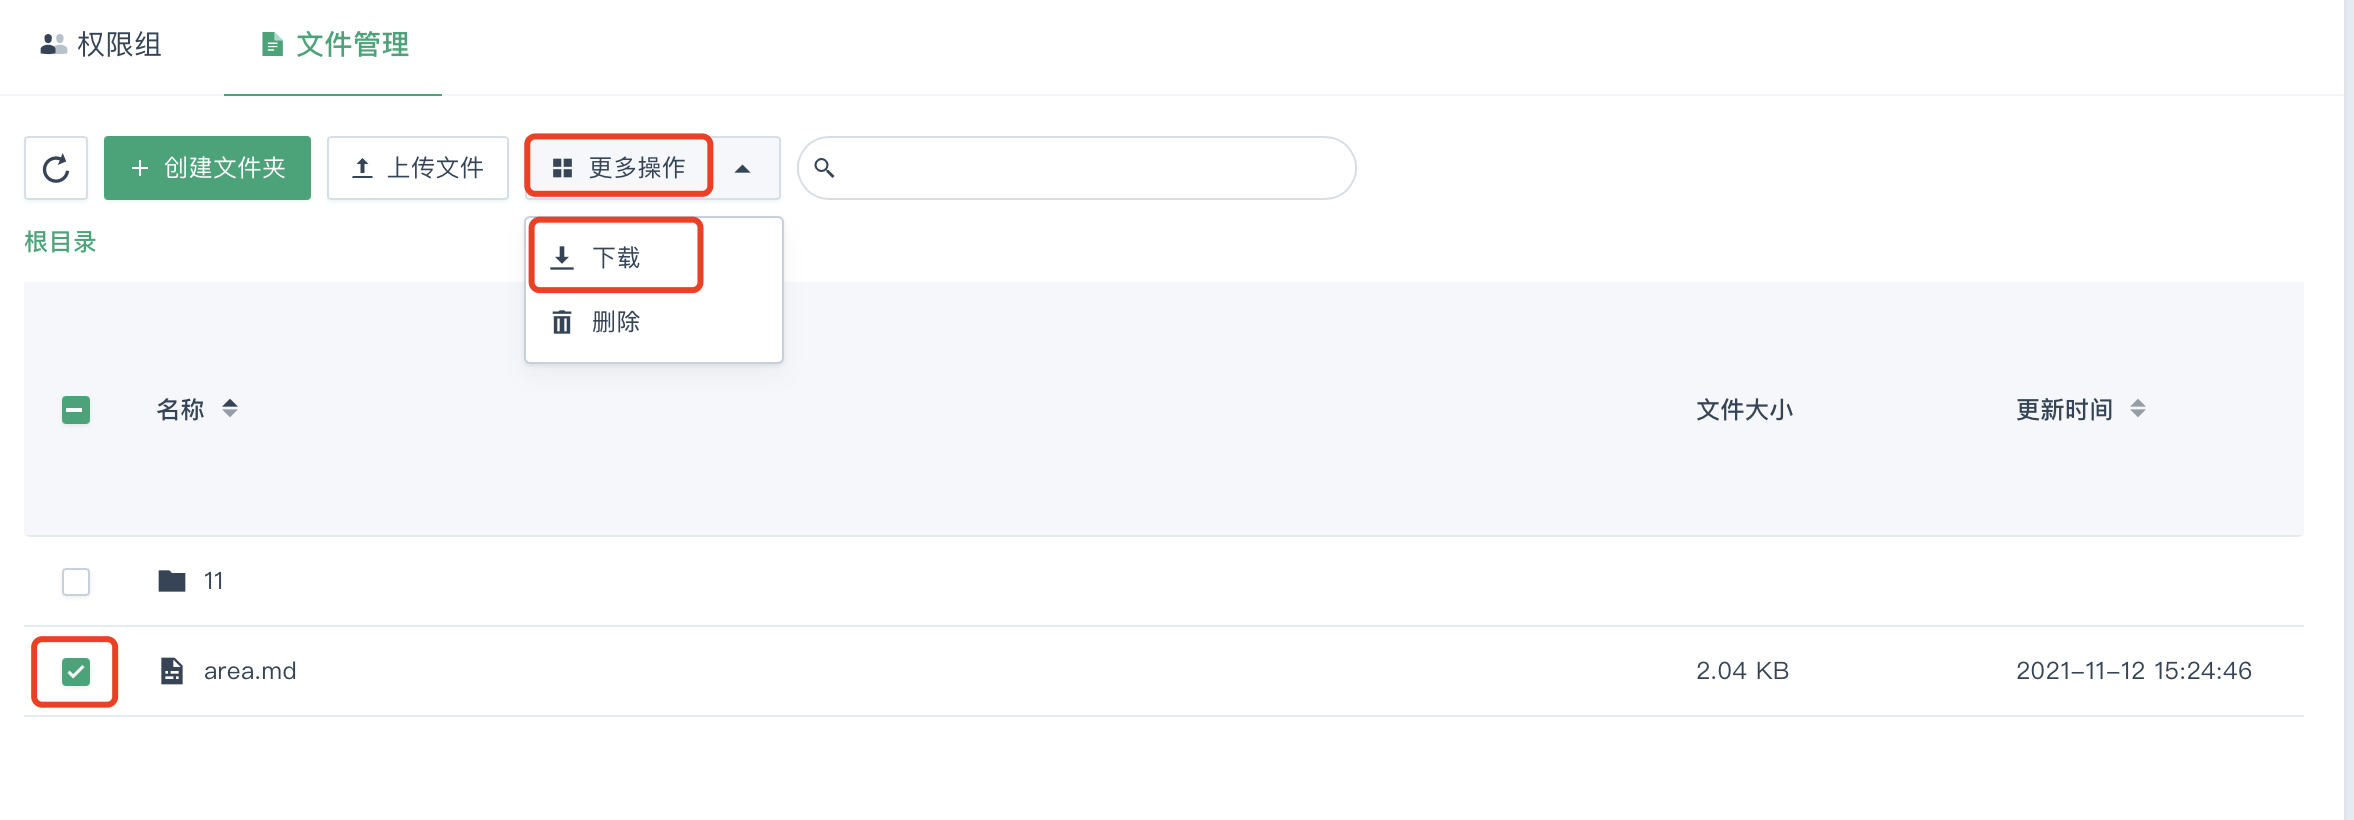 权限组 文件管理
创建文件夹 上传文件 更多操作
根目录
下载
删除
名称 文件大小 更新时间
11
area.md 2.04 KB 2021-11-12 15:24:46